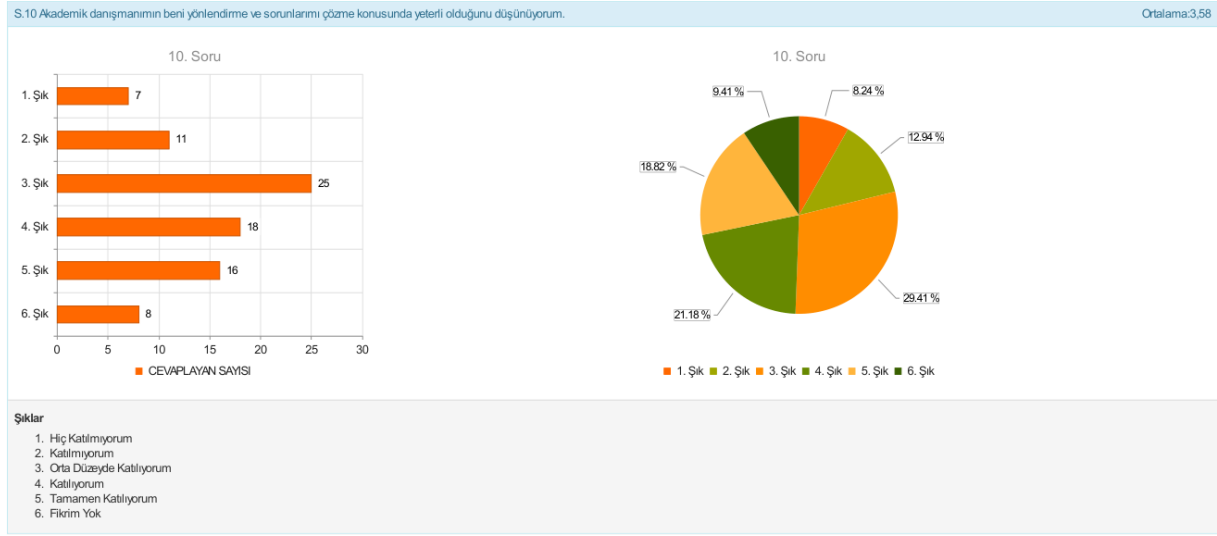 S.10 Akademik danışmanımın beni yönlendirme ve sorunlarımı çözme konusunda yeterli olduğunu düşünüyorum. Ortalama:3,58
10. Soru
1. Şık 7
2. Şık 11
3. Şık 25
4. Şık 18
5. Şık 16
6. Şık 8
0 5 10 15 20 25 30
CEVAPLAYAN SAYISI
10. Soru
9.41 % 8.24 %
12.94 %
18.82 %
29.41 %
21.18 %
1. Şık 2. Şık 3. Şık 4. Şık 5. Şık 6. Şık
Şıklar
1. Hiç Katılmıyorum
2. Katılmıyorum
3. Orta Düzeyde Katılıyorum
4. Katılıyorum
5. Tamamen Katılıyorum
6. Fikrim Yok